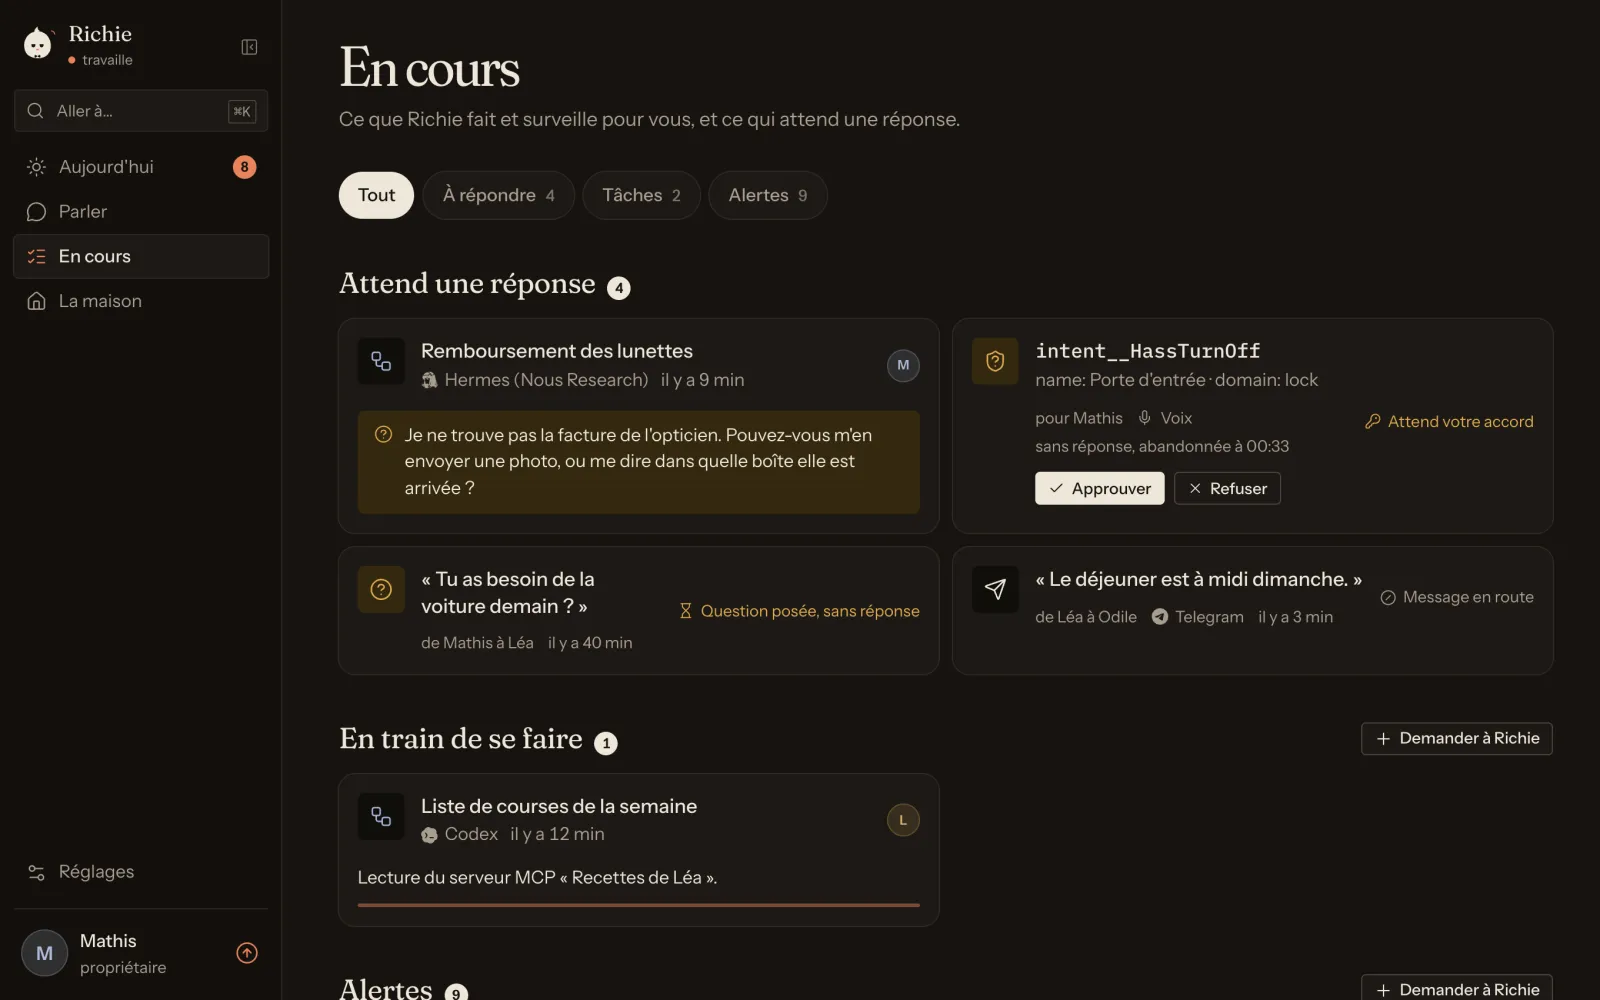 Richie
travaille
Aller à...
⌘K
Aujourd'hui
8
Parler
En cours
La maison
Réglages
M
Mathis
propriétaire
En cours
Ce que Richie fait et surveille pour vous, et ce qui attend une réponse.
Tout
À répondre 4
Tâches 2
Alertes 9
Attend une réponse 4
Remboursement des lunettes
Hermes (Nous Research) il y a 9 min
M
Je ne trouve pas la facture de l'opticien. Pouvez-vous m'en
envoyer une photo, ou me dire dans quelle boîte elle est
arrivée ?
intent__HassTurnOff
name: Porte d'entrée · domain: lock
pour Mathis Voix
sans réponse, abandonnée à 00:33
Attend votre accord
Approuver
Refuser
« Tu as besoin de la
voiture demain ? »
de Mathis à Léa il y a 40 min
Question posée, sans réponse
« Le déjeuner est à midi dimanche. »
de Léa à Odile Telegram il y a 3 min
Message en route
En train de se faire 1
Demander à Richie
Liste de courses de la semaine
Codex il y a 12 min
L
Lecture du serveur MCP « Recettes de Léa ».
Alertes 9
Demander à Richie